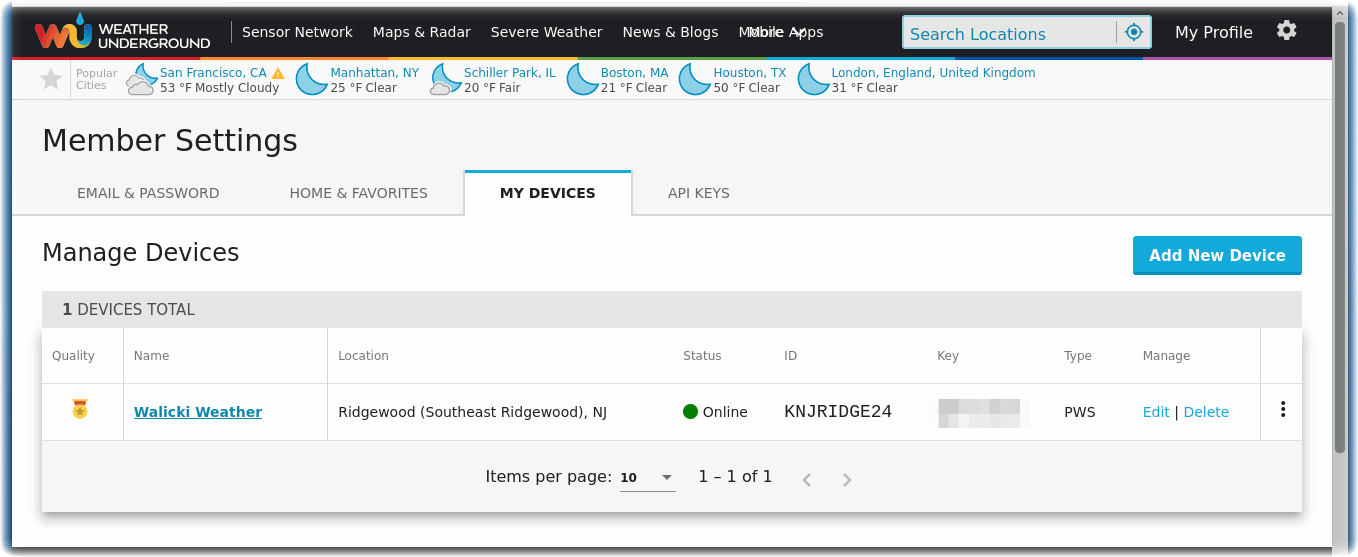 WEATHER UNDERGROUND
Sensor Network Maps & Radar Severe Weather News & Blogs Mobile Apps
Search Locations
My Profile
Popular Cities
San Francisco, CA
53 °F Mostly Cloudy
Manhattan, NY
25 °F Clear
Schiller Park, IL
20 °F Fair
Boston, MA
21 °F Clear
Houston, TX
50 °F Clear
London, England, United Kingdom
31 °F Clear
Member Settings
EMAIL & PASSWORD HOME & FAVORITES MY DEVICES API KEYS
Manage Devices
Add New Device
1 DEVICES TOTAL
Quality Name Location Status ID Key Type Manage
Walicki Weather Ridgewood (Southeast Ridgewood), NJ Online KNJRIDGE24 PWS Edit | Delete
Items per page: 10 1 – 1 of 1